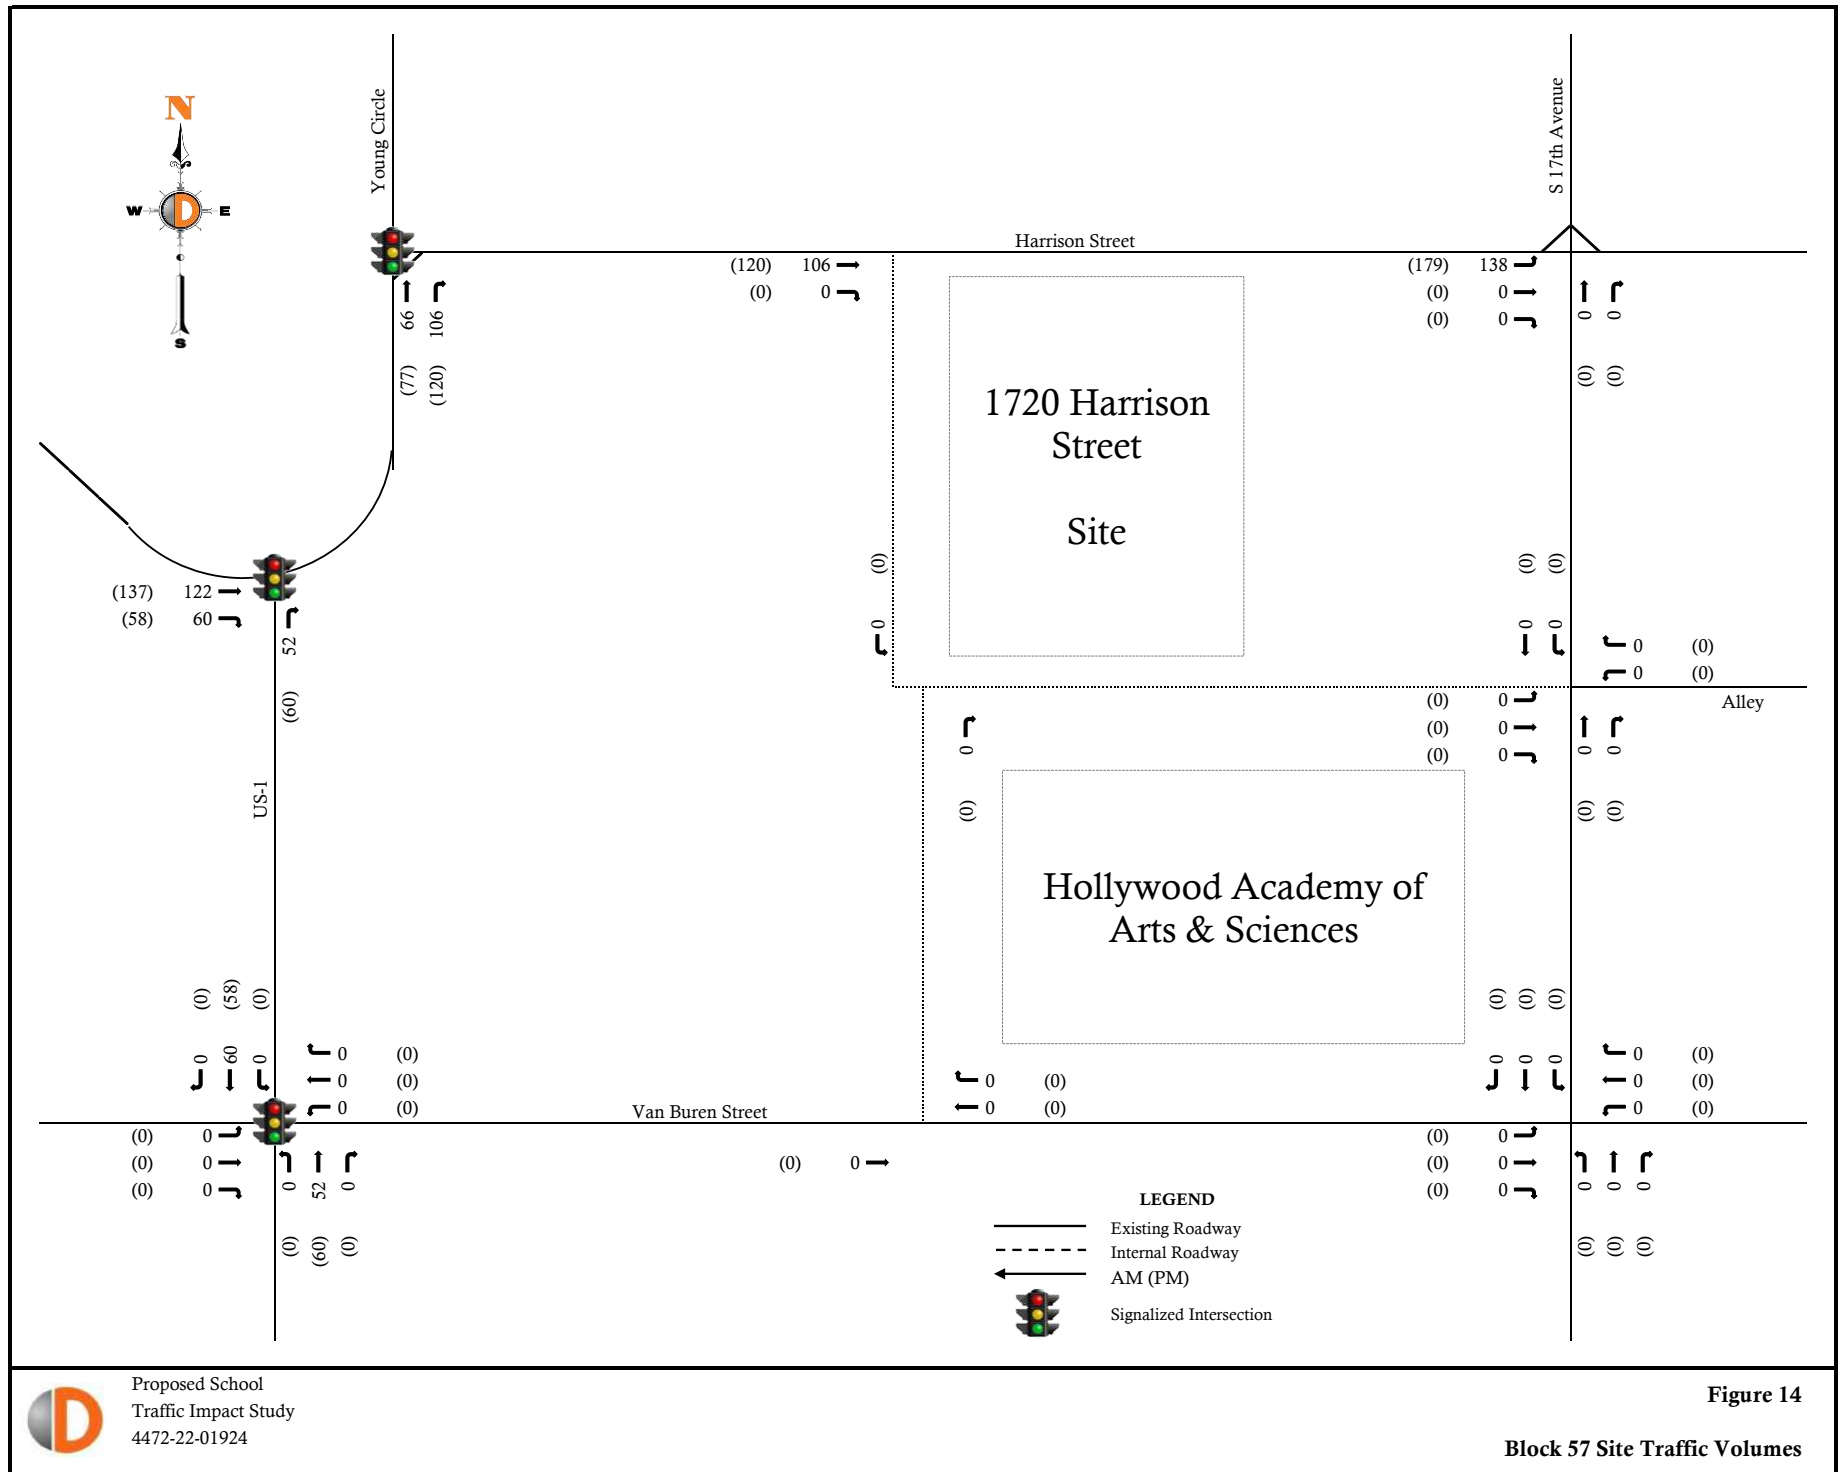 N
W
E
S
Young Circle
S 17th Avenue
Harrison Street
(120) 106
(0) 0
(179) 138
(0) 0
(0) 0
66 106
(77) (120)
0 0
(0) (0)
1720 Harrison
Street
Site
(137) 122
(58) 60
52
(60)
(0)
0
(0) (0)
0 0
0 (0)
0 (0)
Alley
(0) 0
(0) 0
(0) 0
0
(0)
0 0
(0) (0)
US-1
Hollywood Academy of
Arts & Sciences
(0) (58) (0)
0 60 0
0 (0)
0 (0)
0 (0)
0 (0)
0 (0)
(0) (0) (0)
0 0 0
0 (0)
0 (0)
0 (0)
Van Buren Street
(0) 0
(0) 0
(0) 0
0 52 0
(0) (60) (0)
(0) 0
(0) 0
(0) 0
(0) 0
0 0 0
(0) (0) (0)
LEGEND
Existing Roadway
Internal Roadway
AM (PM)
Signalized Intersection
Proposed School
Traffic Impact Study
4472-22-01924
Figure 14
Block 57 Site Traffic Volumes